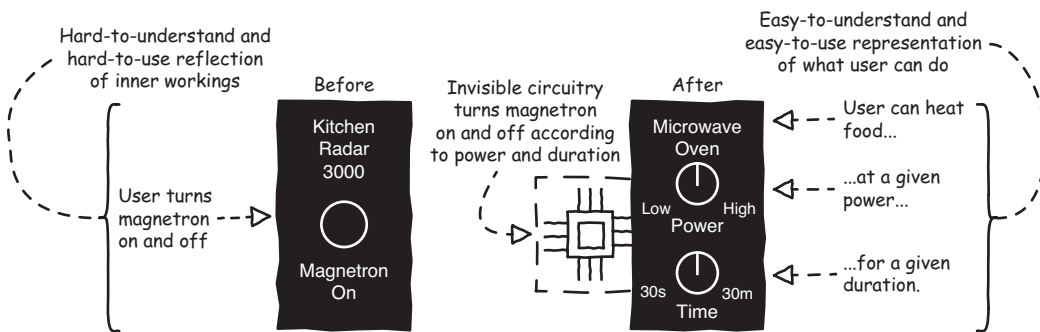 Hard-to-understand and
hard-to-use reflection
of inner workings
Before
Kitchen
Radar
3000
Magnetron
On
User turns
magnetron
on and off
Invisible circuitry
turns magnetron
on and off according
to power and duration
After
Microwave
Oven
Low
High
Power
30s
30m
Time
Easy-to-understand and
easy-to-use representation
of what user can do
User can heat
food...
...at a given
power...
...for a given
duration.